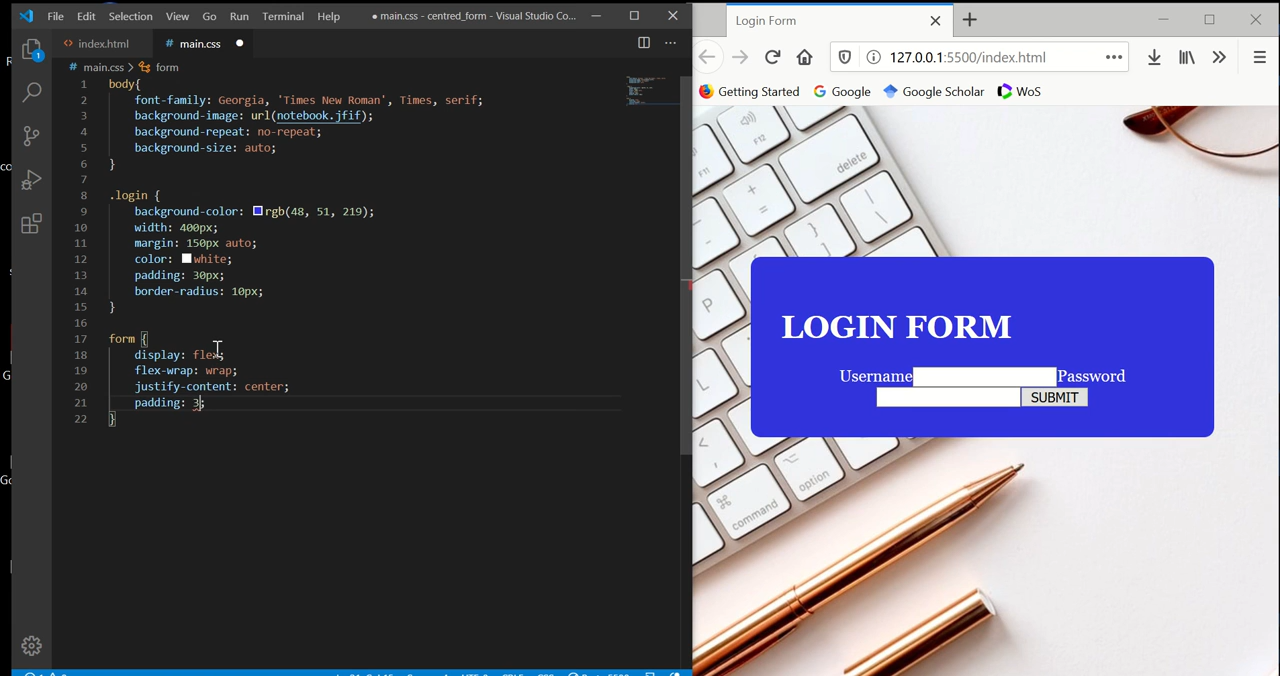 File Edit Selection View Go Run Terminal Help ● main.css - centred_form - Visual Studio Co...
index.html main.css ●
1
main.css > form
1 body{
2 font-family: Georgia, 'Times New Roman', Times, serif;
3 background-image: url(notebook.jfif);
4 background-repeat: no-repeat;
5 background-size: auto;
6 }
7
8 .login {
9 background-color: rgb(48, 51, 219);
10 width: 400px;
11 margin: 150px auto;
12 color: white;
13 padding: 30px;
14 border-radius: 10px;
15 }
16
17 form {
18 display: flex;
19 flex-wrap: wrap;
20 justify-content: center;
21 padding: 3;
22 }
Login Form
127.0.0.1:5500/index.html
Getting Started Google Google Scholar WoS
F12
F11
delete
P
option
command
LOGIN FORM
Username Password
SUBMIT